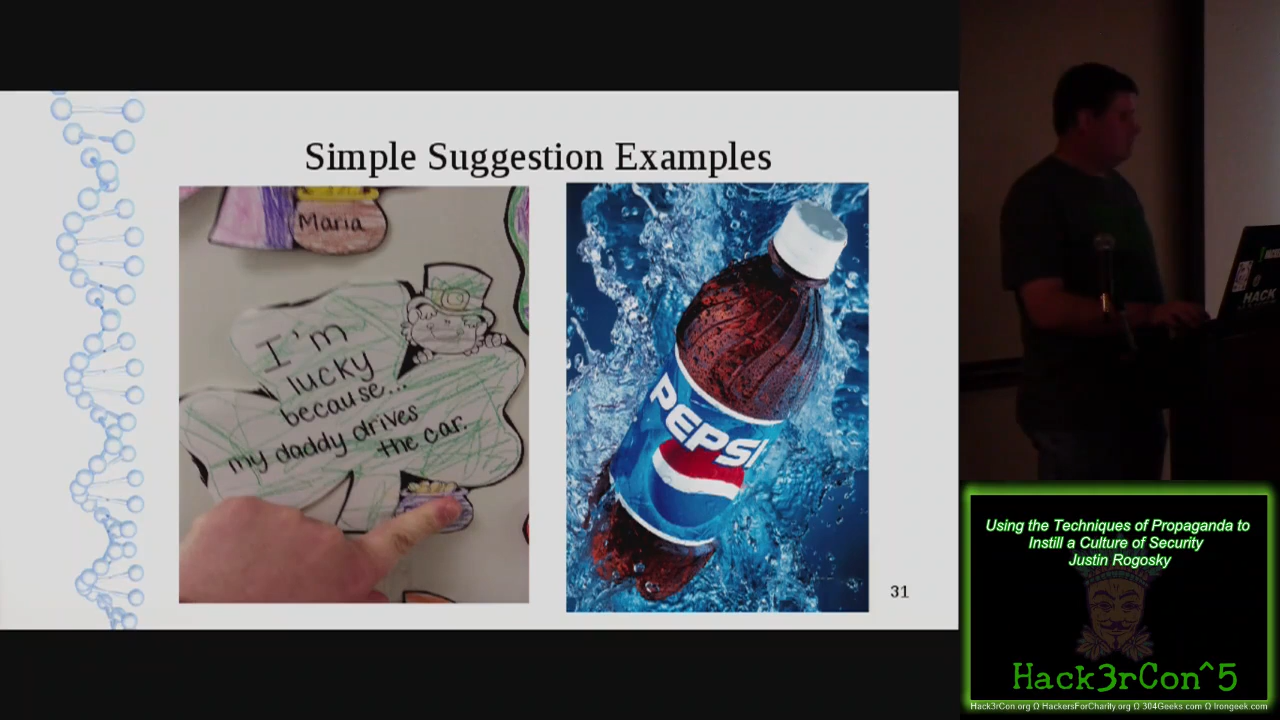 Simple Suggestion Examples
Maria
I'm
lucky
because...
my daddy drives
the car.
PEPSI
31
HACK
Using the Techniques of Propaganda to
Instill a Culture of Security
Justin Rogosky
Hack3rCon^5
Hack3rCon.org Ω HackersForCharity.org Ω 304Geeks.com Ω Irongeek.com